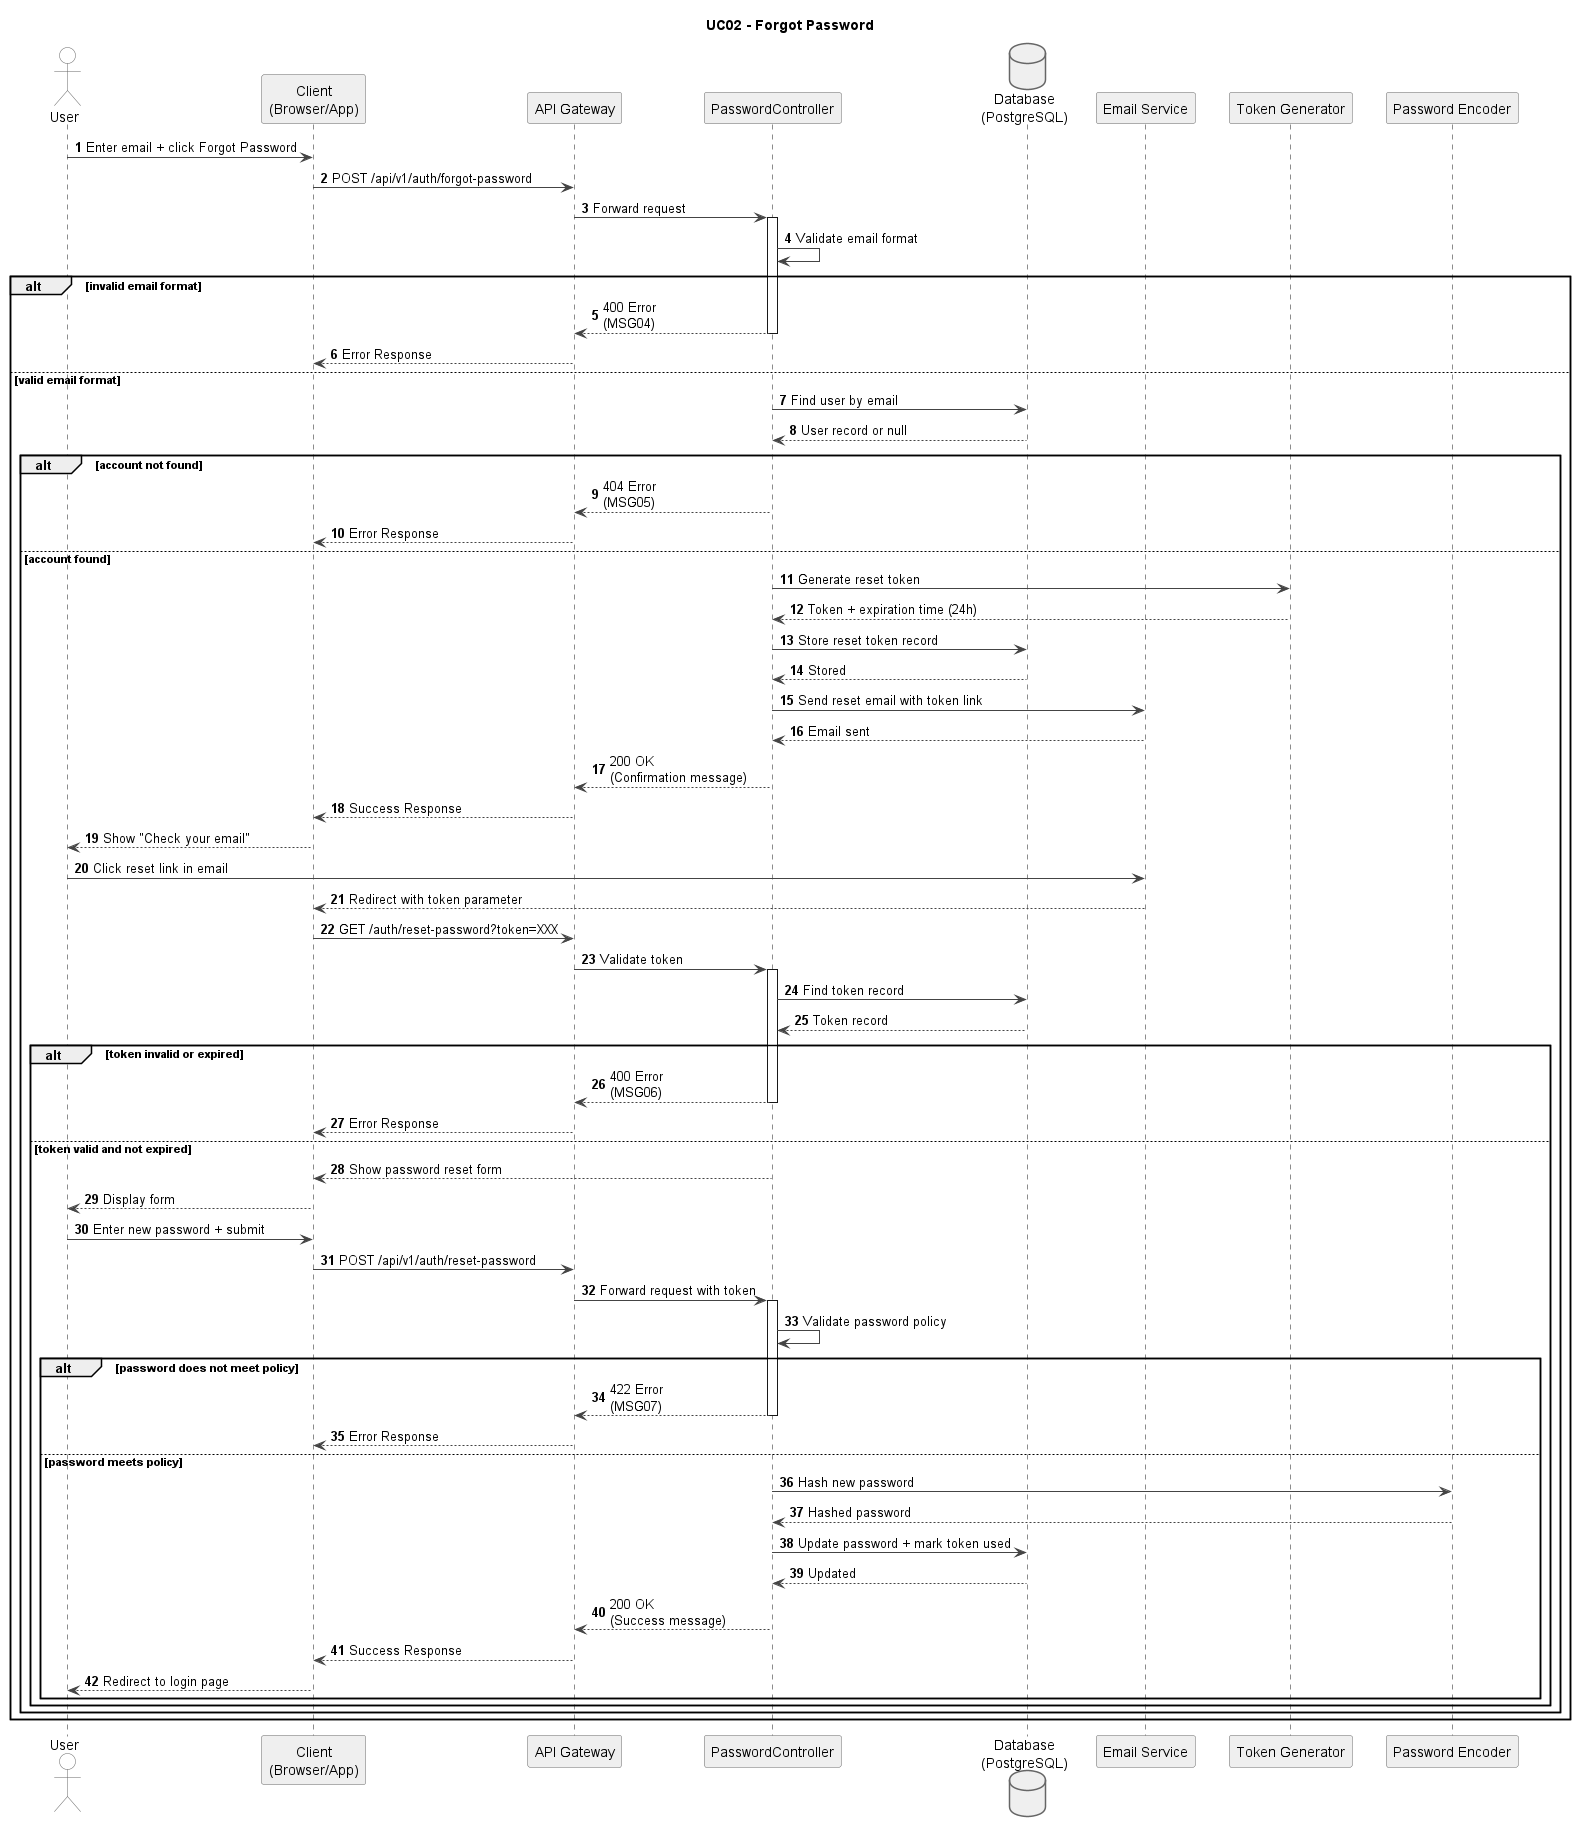 UC02 - Forgot Password
User
Client
(Browser/App)
API Gateway
PasswordController
Database
(PostgreSQL)
Email Service
Token Generator
Password Encoder
1 Enter email + click Forgot Password
2 POST /api/v1/auth/forgot-password
3 Forward request
4 Validate email format
alt [invalid email format]
5 400 Error
(MSG04)
6 Error Response
[valid email format]
7 Find user by email
8 User record or null
alt [account not found]
9 404 Error
(MSG05)
10 Error Response
[account found]
11 Generate reset token
12 Token + expiration time (24h)
13 Store reset token record
14 Stored
15 Send reset email with token link
16 Email sent
17 200 OK
(Confirmation message)
18 Success Response
19 Show "Check your email"
20 Click reset link in email
21 Redirect with token parameter
22 GET /auth/reset-password?token=XXX
23 Validate token
24 Find token record
25 Token record
alt [token invalid or expired]
26 400 Error
(MSG06)
27 Error Response
[token valid and not expired]
28 Show password reset form
29 Display form
30 Enter new password + submit
31 POST /api/v1/auth/reset-password
32 Forward request with token
33 Validate password policy
alt [password does not meet policy]
34 422 Error
(MSG07)
35 Error Response
[password meets policy]
36 Hash new password
37 Hashed password
38 Update password + mark token used
39 Updated
40 200 OK
(Success message)
41 Success Response
42 Redirect to login page
User
Client
(Browser/App)
API Gateway
PasswordController
Database
(PostgreSQL)
Email Service
Token Generator
Password Encoder